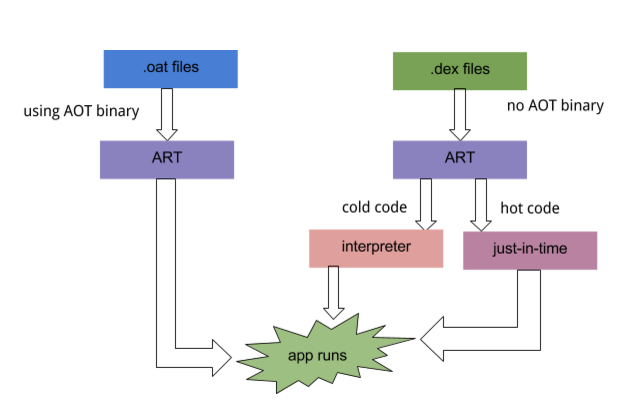 .oat files
.dex files
using AOT binary
no AOT binary
ART
ART
cold code
hot code
interpreter
just-in-time
app runs